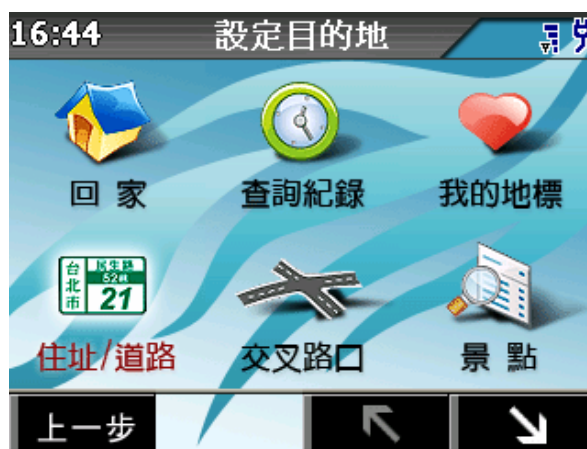 16:44 設定目的地
回家 查詢紀錄 我的地標
台北市 民生路 52號 21
住址/道路 交叉路口 景點
上一步